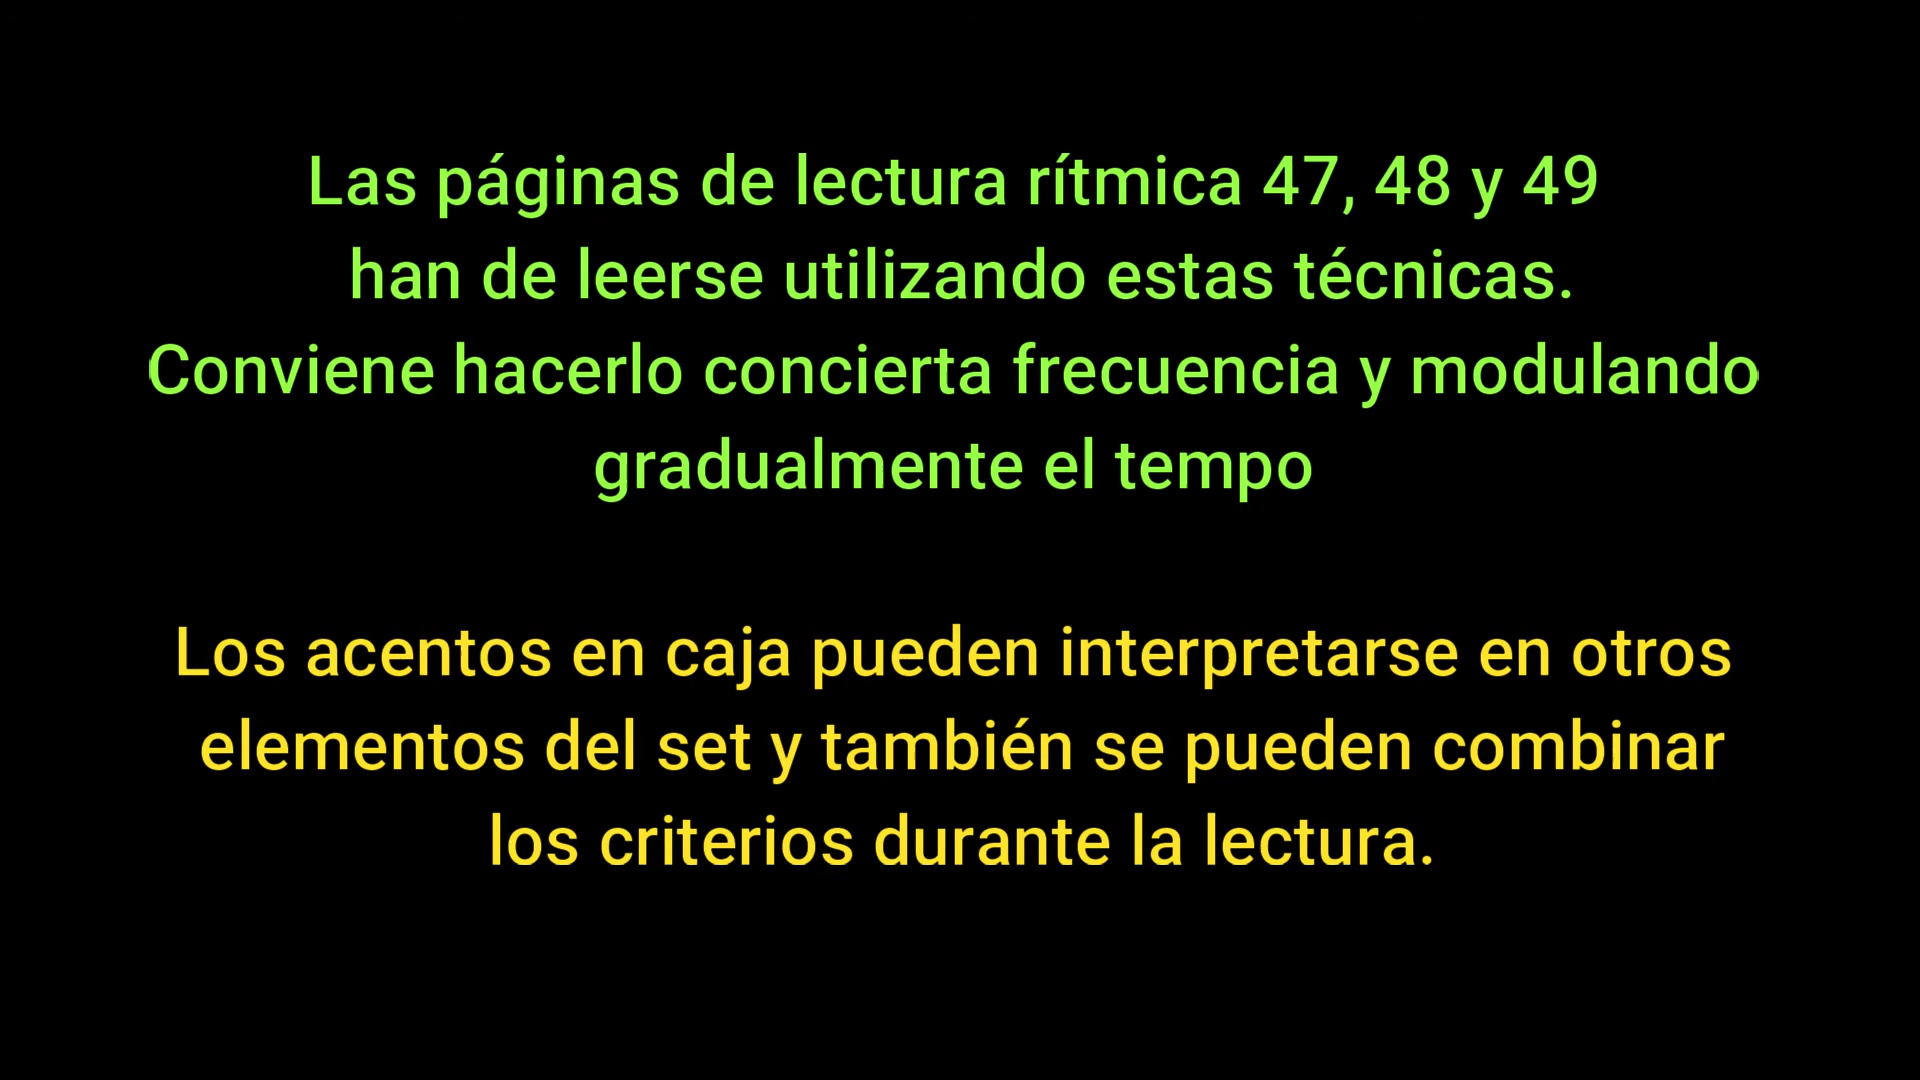 Las páginas de lectura rítmica 47, 48 y 49
han de leerse utilizando estas técnicas.
Conviene hacerlo concierta frecuencia y modulando
gradualmente el tempo
Los acentos en caja pueden interpretarse en otros
elementos del set y también se pueden combinar
los criterios durante la lectura.